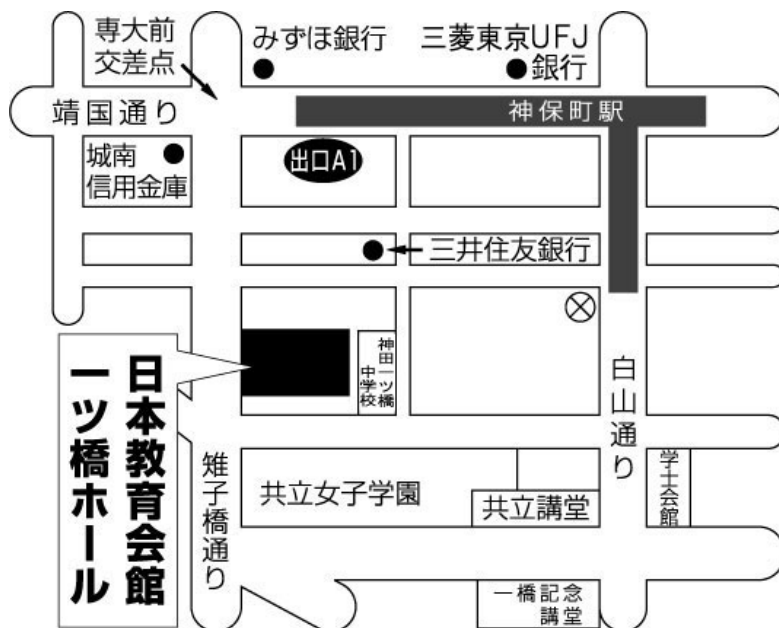 専大前
交差点
みずほ銀行
三菱東京UFJ
銀行
靖国通り
神保町駅
城南
信用金庫
出口A1
三井住友銀行
神田一ツ橋
中学校
白山通り
日本教育会館
一ツ橋ホール
雉子橋通り
共立女子学園
共立講堂
学士会館
一橋記念
講堂